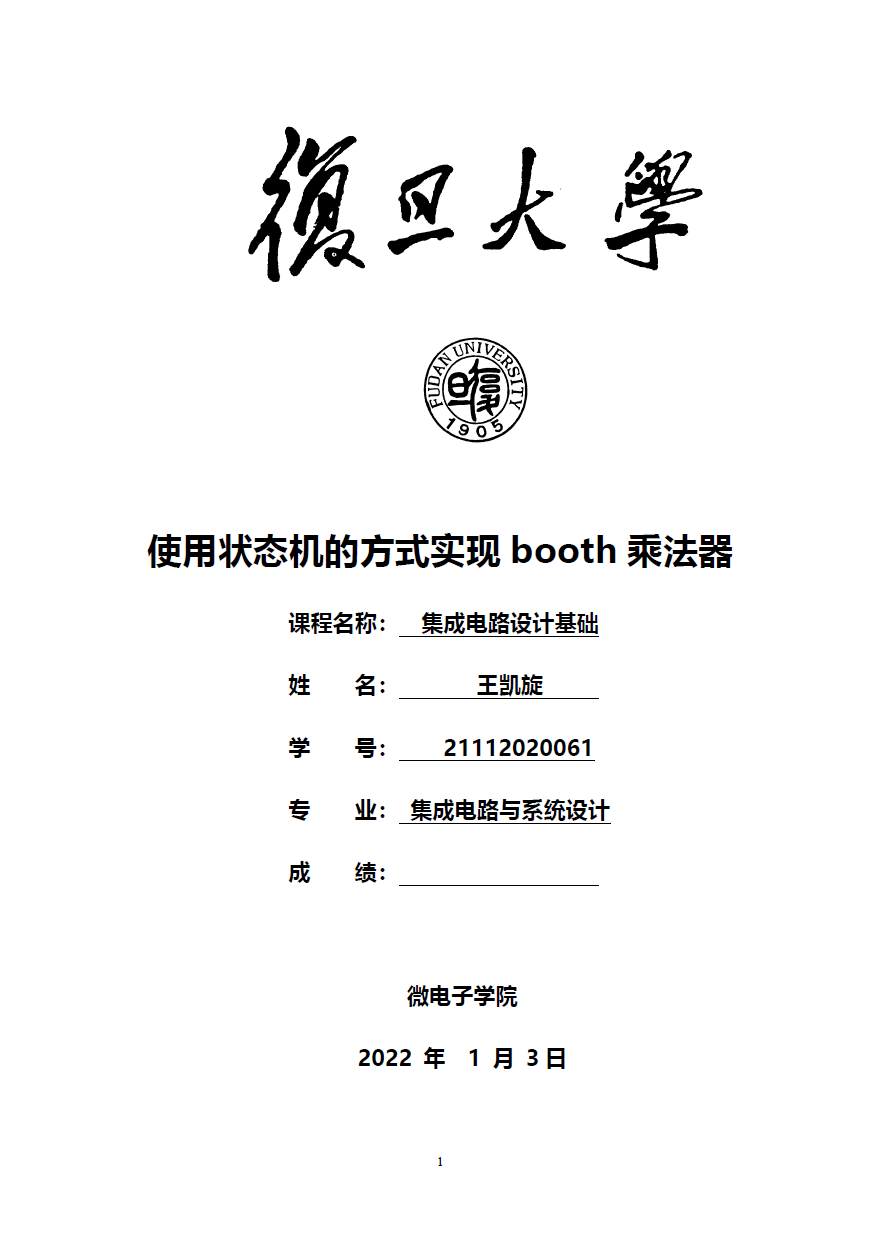 復旦大學
FUDAN UNIVERSITY
復旦
1905
使用状态机的方式实现 booth 乘法器
课程名称: 集成电路设计基础
姓 名: 王凯旋
学 号: 21112020061
专 业: 集成电路与系统设计
成 绩:
微电子学院
2022 年 1 月 3日
1